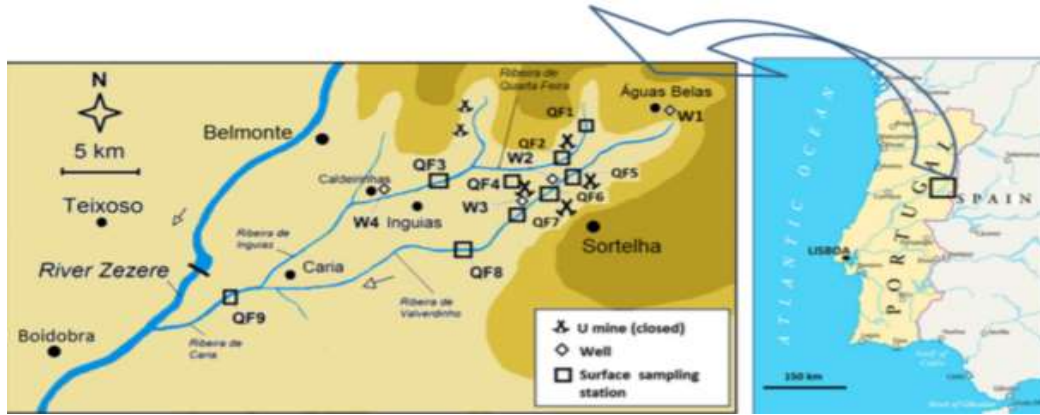 N
5 km
Belmonte
Teixoso
River Zezere
Boidobra
Ribeira de
Quarta Feira
Águas Belas
W1
QF1
QF2
W2
QF3
QF4
QF5
QF6
QF7
W3
Caldeirinhas
W4
Inguias
Sortelha
Ribeira de
Inguias
Caria
QF8
QF9
Ribeira de
Valverdinho
Ribeira de
Caria
U mine (closed)
Well
Surface sampling
station
ATLANTIC OCEAN
PORTUGAL
SPAIN
LISBOA
150 km